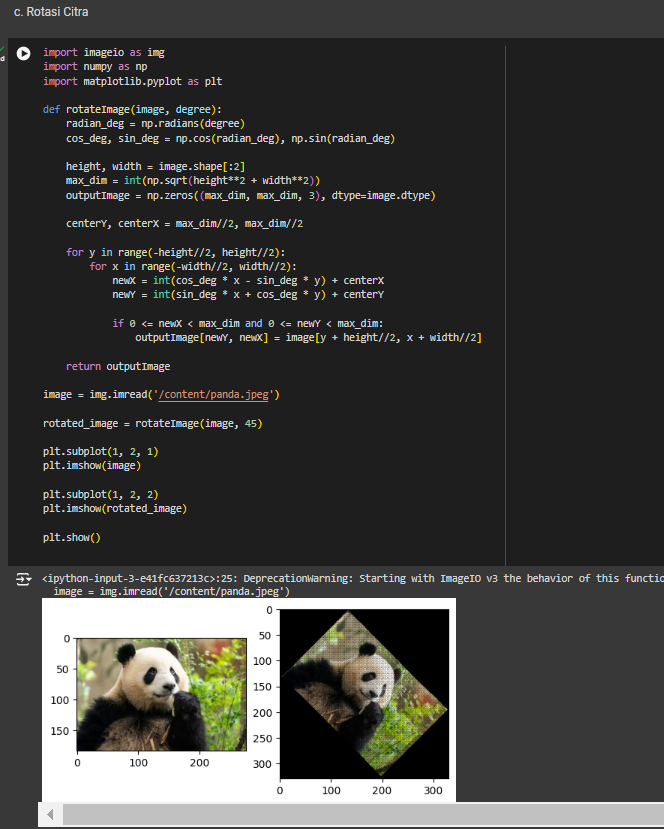 c. Rotasi Citra
d
import imageio as img
import numpy as np
import matplotlib.pyplot as plt
def rotateImage(image, degree):
    radian_deg = np.radians(degree)
    cos_deg, sin_deg = np.cos(radian_deg), np.sin(radian_deg)
    height, width = image.shape[:2]
    max_dim = int(np.sqrt(height**2 + width**2))
    outputImage = np.zeros((max_dim, max_dim, 3), dtype=image.dtype)
    centerY, centerX = max_dim//2, max_dim//2
    for y in range(-height//2, height//2):
        for x in range(-width//2, width//2):
            newX = int(cos_deg * x - sin_deg * y) + centerX
            newY = int(sin_deg * x + cos_deg * y) + centerY
            if 0 <= newX < max_dim and 0 <= newY < max_dim:
                outputImage[newY, newX] = image[y + height//2, x + width//2]
    return outputImage
image = img.imread('/content/panda.jpeg')
rotated_image = rotateImage(image, 45)
plt.subplot(1, 2, 1)
plt.imshow(image)
plt.subplot(1, 2, 2)
plt.imshow(rotated_image)
plt.show()
<ipython-input-3-e41fc637213c>:25: DeprecationWarning: Starting with ImageIO v3 the behavior of this functio
  image = img.imread('/content/panda.jpeg')
0
50
100
150
0 100 200
0
50
100
150
200
250
300
0 100 200 300